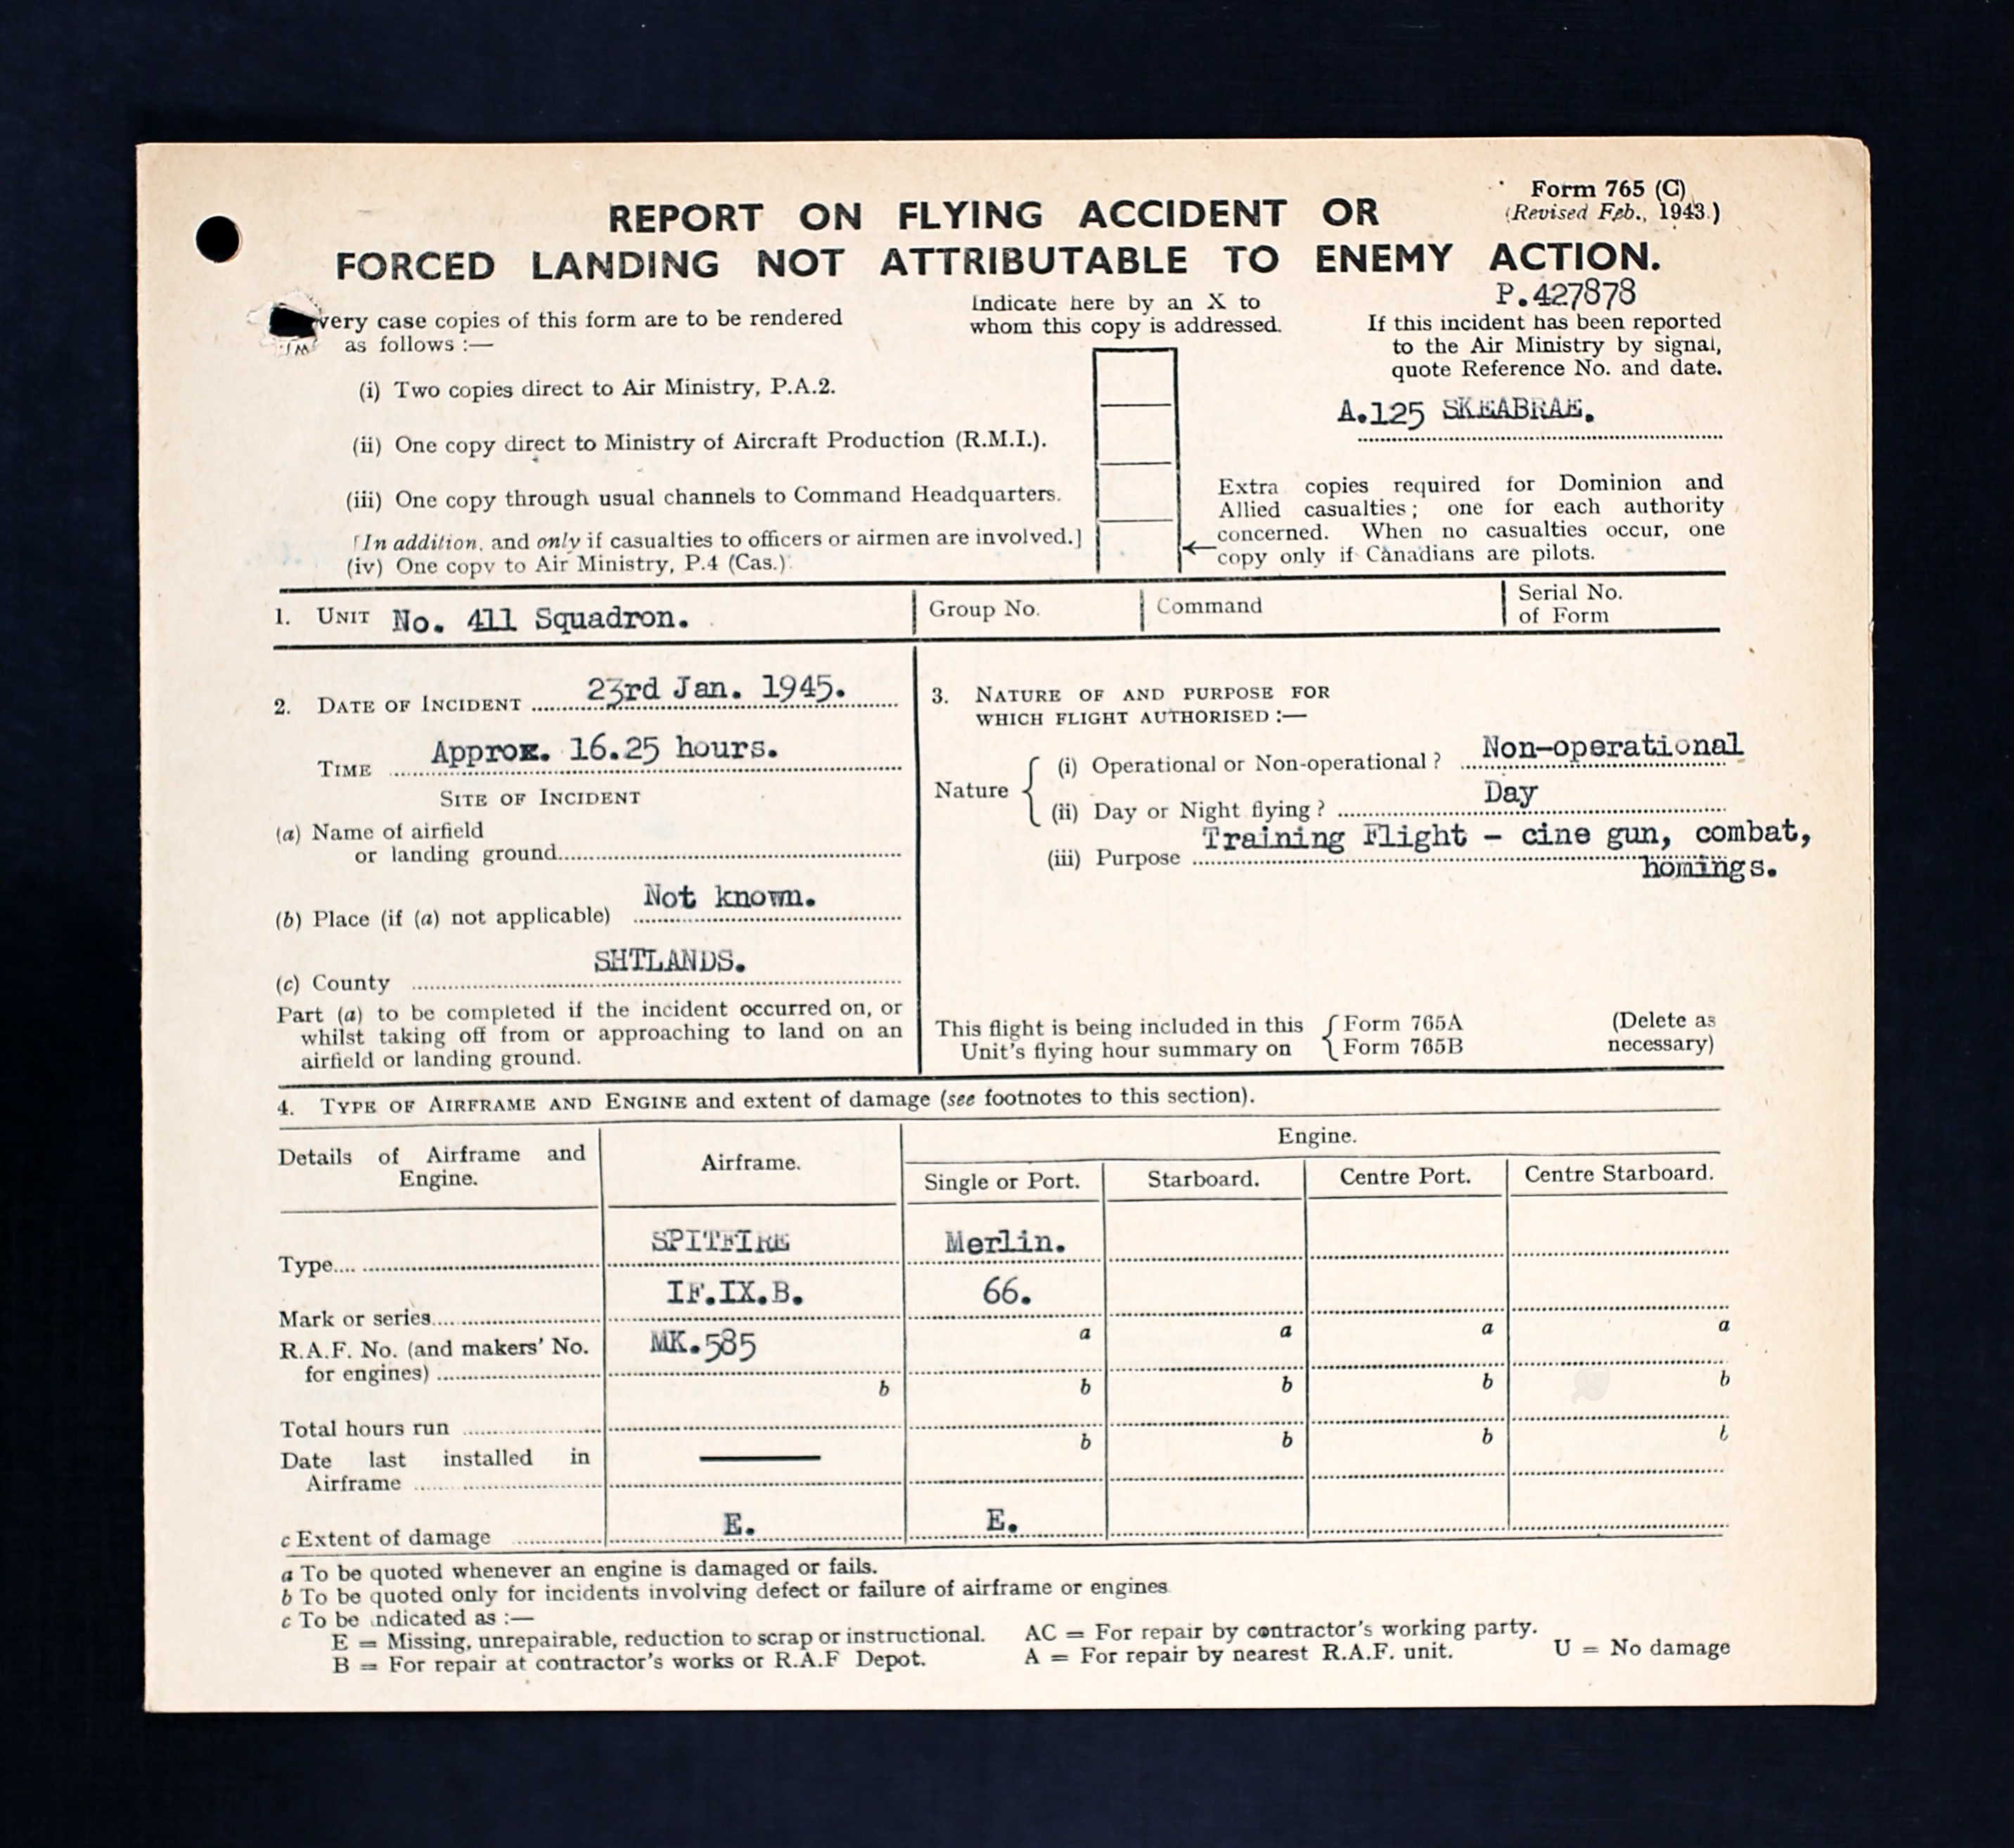 Form 765 (C)
(Revised Feb., 1943.)
REPORT ON FLYING ACCIDENT OR
FORCED LANDING NOT ATTRIBUTABLE TO ENEMY ACTION.
P.427878
very case copies of this form are to be rendered
as follows :—
(i) Two copies direct to Air Ministry, P.A.2.
(ii) One copy direct to Ministry of Aircraft Production (R.M.I.).
(iii) One copy through usual channels to Command Headquarters.
[In addition, and only if casualties to officers or airmen are involved.]
(iv) One copy to Air Ministry, P.4 (Cas.).
Indicate here by an X to
whom this copy is addressed.
If this incident has been reported
to the Air Ministry by signal,
quote Reference No. and date.
A.125 SKEABRAE.
Extra copies required for Dominion and
Allied casualties; one for each authority
concerned. When no casualties occur, one
copy only if Canadians are pilots.
1. UNIT No. 411 Squadron.
Group No.
Command
Serial No.
of Form
2. DATE OF INCIDENT 23rd Jan. 1945.
TIME Approx. 16.25 hours.
SITE OF INCIDENT
(a) Name of airfield
or landing ground
(b) Place (if (a) not applicable) Not known.
(c) County SHTLANDS.
Part (a) to be completed if the incident occurred on, or
whilst taking off from or approaching to land on an
airfield or landing ground.
3. NATURE OF AND PURPOSE FOR
WHICH FLIGHT AUTHORISED :—
Nature
(i) Operational or Non-operational ? Non-operational
(ii) Day or Night flying ? Day
(iii) Purpose Training Flight - cine gun, combat,
homings.
This flight is being included in this
Unit's flying hour summary on
Form 765A
Form 765B
(Delete as
necessary)
4. TYPE OF AIRFRAME AND ENGINE and extent of damage (see footnotes to this section).
Details of Airframe and
Engine.
Airframe.
Engine.
Single or Port.
Starboard.
Centre Port.
Centre Starboard.
Type.... SPITFIRE Merlin.
Mark or series IF.IX.B. 66.
R.A.F. No. (and makers' No.
for engines) MK.585 a a a a
Total hours run b b b b b
Date last installed in
Airframe b b b b
c Extent of damage E. E.
a To be quoted whenever an engine is damaged or fails.
b To be quoted only for incidents involving defect or failure of airframe or engines
c To be indicated as :—
E = Missing, unrepairable, reduction to scrap or instructional.
B = For repair at contractor's works or R.A.F Depot.
AC = For repair by contractor's working party.
A = For repair by nearest R.A.F. unit.
U = No damage